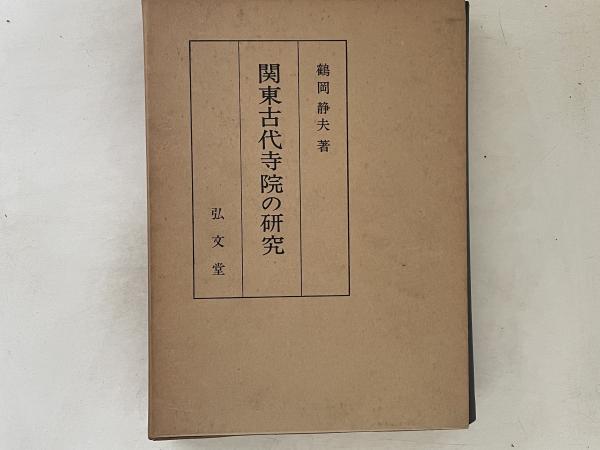 鶴岡静夫 著
関東古代寺院の研究
弘文堂